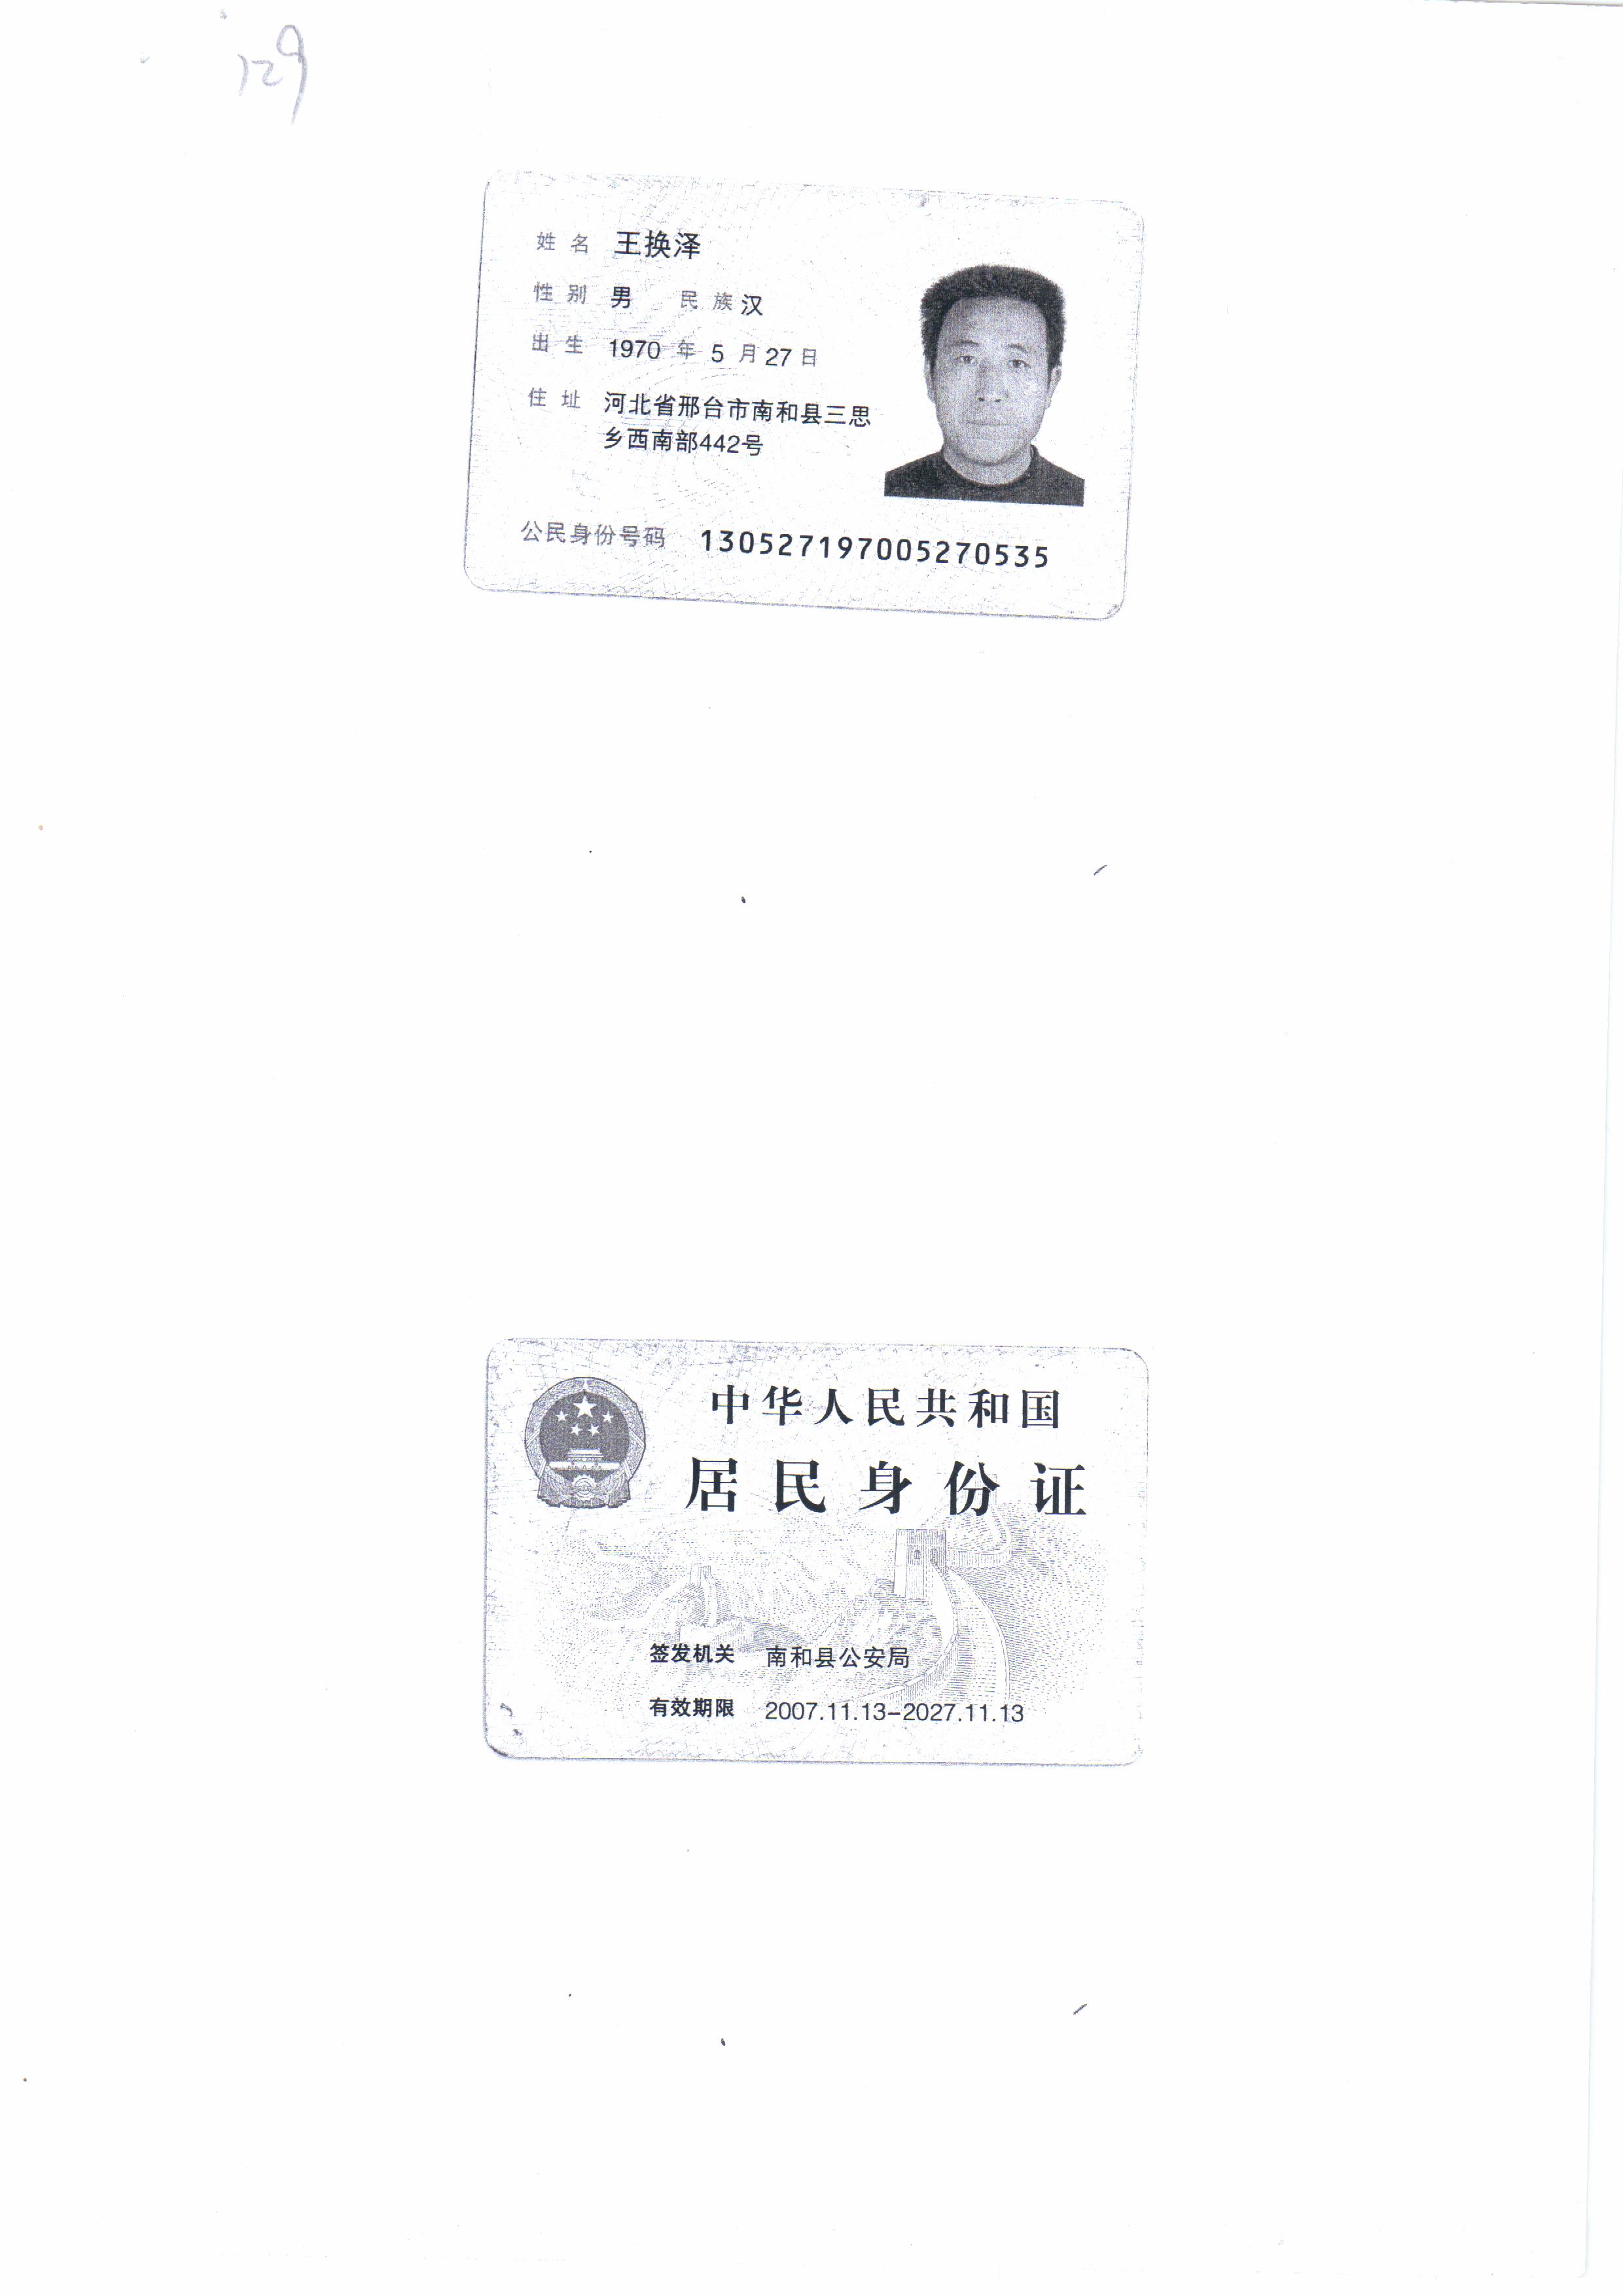 129
姓名 王换泽
性别 男 民族 汉
出生 1970 年 5 月 27 日
住址 河北省邢台市南和县三思
乡西南部442号
公民身份号码 130527197005270535
中华人民共和国
居民身份证
签发机关 南和县公安局
有效期限 2007.11.13-2027.11.13